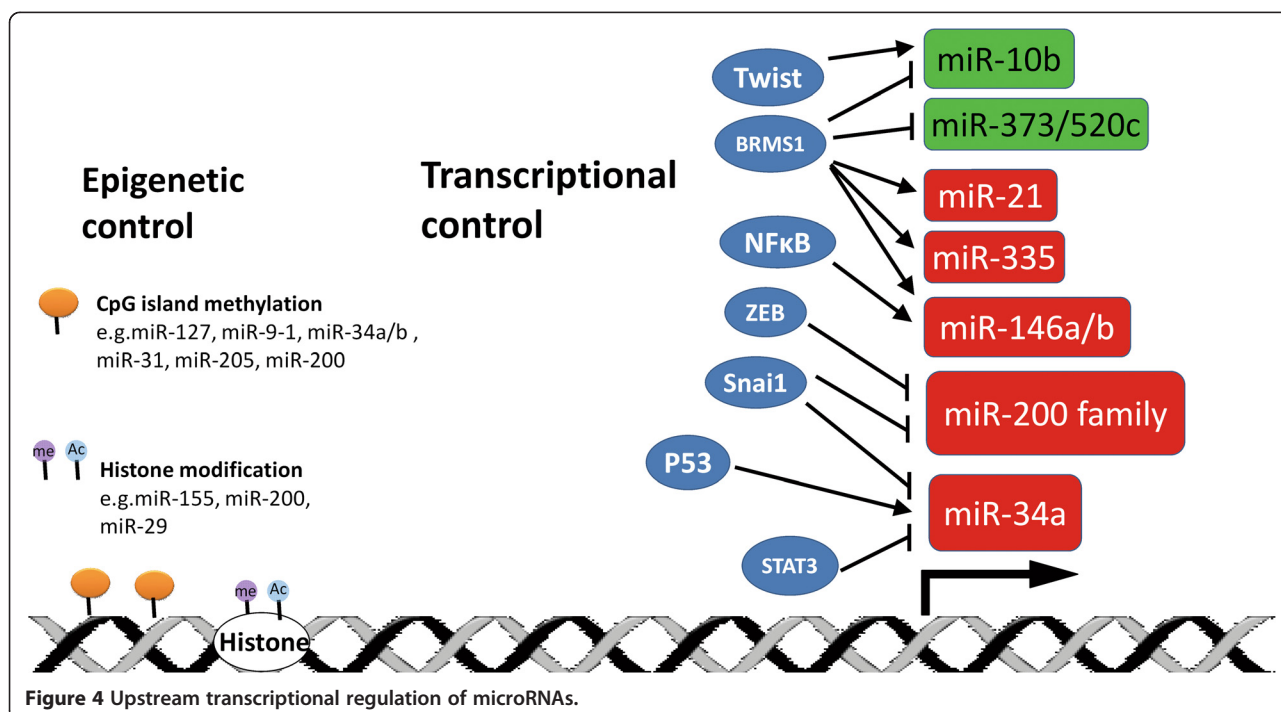 Epigenetic
control
CpG island methylation
e.g.miR-127, miR-9-1, miR-34a/b ,
miR-31, miR-205, miR-200
me Ac
Histone modification
e.g.miR-155, miR-200,
miR-29
Transcriptional
control
Twist
BRMS1
NFκB
ZEB
Snai1
P53
STAT3
miR-10b
miR-373/520c
miR-21
miR-335
miR-146a/b
miR-200 family
miR-34a
me Ac
Histone
Figure 4 Upstream transcriptional regulation of microRNAs.